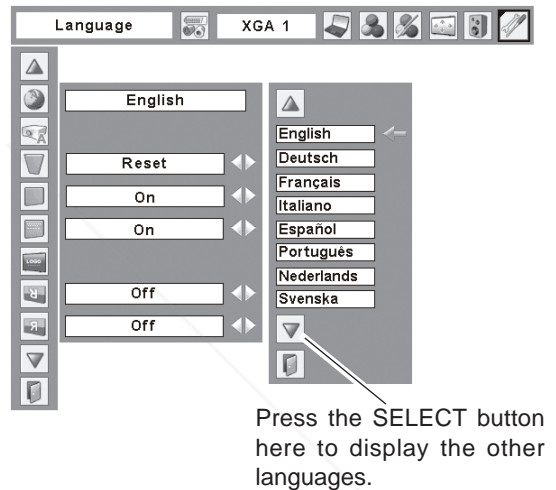 Language
XGA 1
English
Reset
On
On
Off
Off
English
Deutsch
Français
Italiano
Español
Português
Nederlands
Svenska
Press the SELECT button
here to display the other
languages.